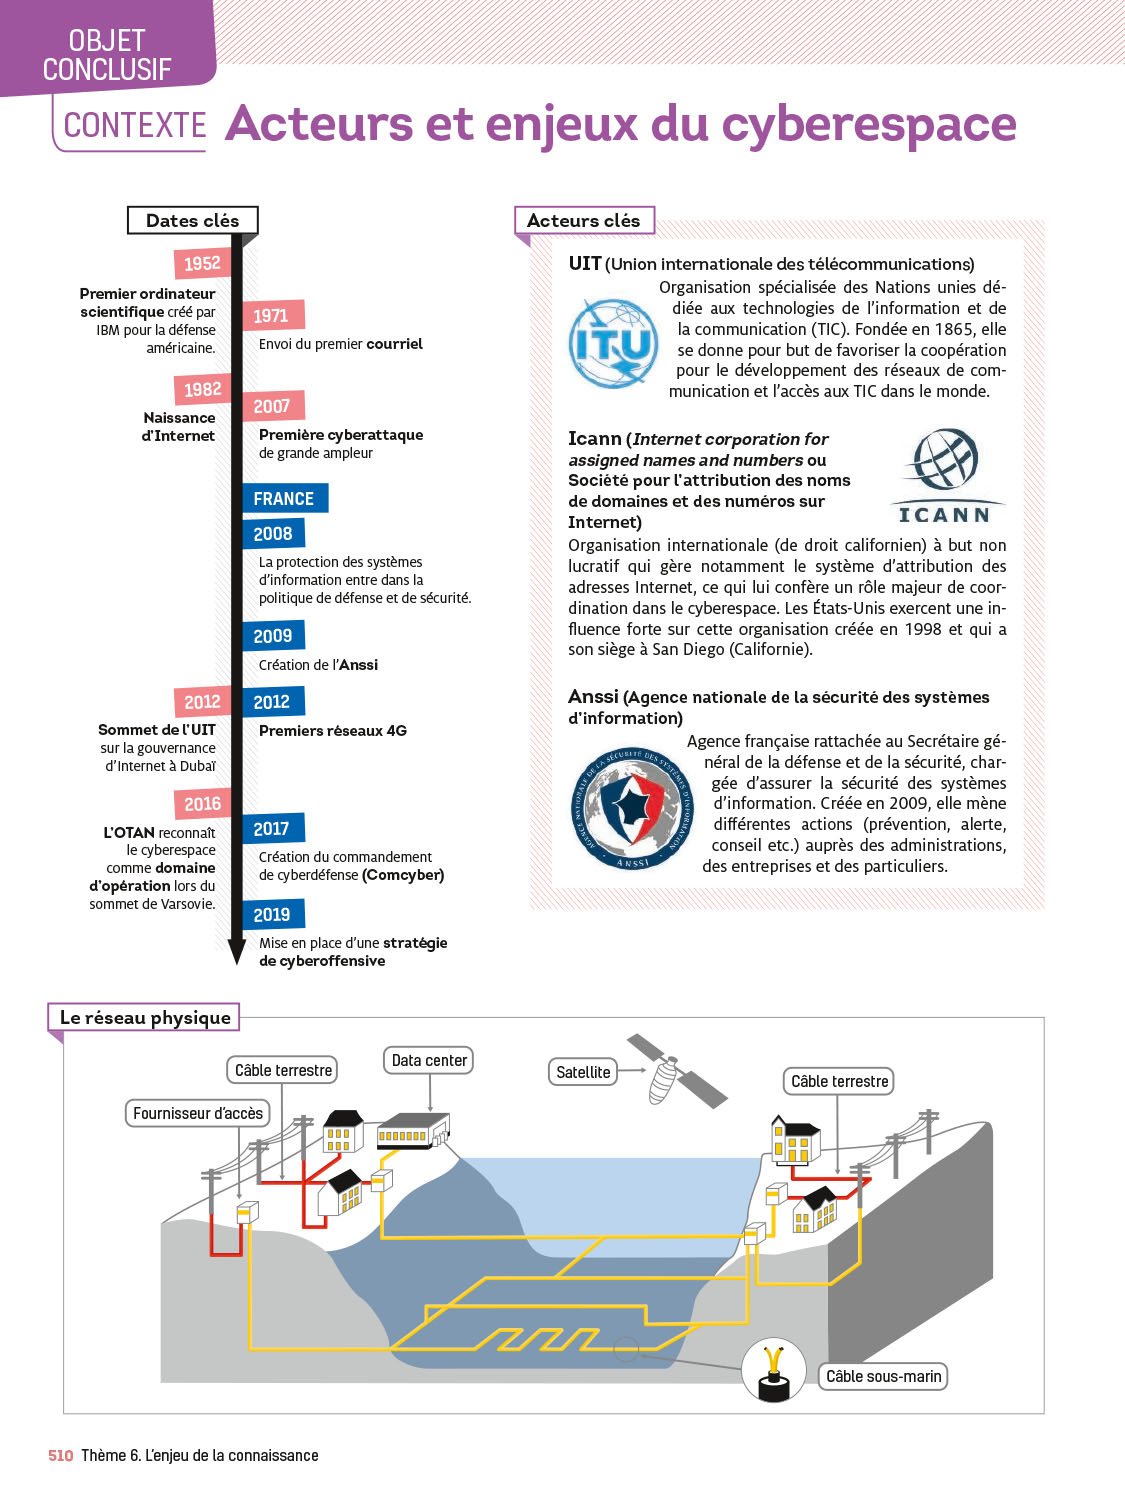 OBJET
CONCLUSIF
CONTEXTE Acteurs et enjeux du cyberespace
Dates clés
1952
Premier ordinateur
scientifique créé par
IBM pour la défense
américaine.
1971
Envoi du premier courriel
1982
Naissance
d'Internet
2007
Première cyberattaque
de grande ampleur
FRANCE
2008
La protection des systèmes
d'information entre dans la
politique de défense et de sécurité.
2009
Création de l'Anssi
2012
Sommet de l'UIT
sur la gouvernance
d'Internet à Dubaï
2012
Premiers réseaux 4G
2016
L'OTAN reconnaît
le cyberespace
comme domaine
d'opération lors du
sommet de Varsovie.
2017
Création du commandement
de cyberdéfense (Comcyber)
2019
Mise en place d'une stratégie
de cyberoffensive
Acteurs clés
UIT (Union internationale des télécommunications)
Organisation spécialisée des Nations unies dé-
diée aux technologies de l'information et de
la communication (TIC). Fondée en 1865, elle
se donne pour but de favoriser la coopération
pour le développement des réseaux de com-
munication et l'accès aux TIC dans le monde.
ITU
Icann (Internet corporation for
assigned names and numbers ou
Société pour l'attribution des noms
de domaines et des numéros sur
Internet)
ICANN
Organisation internationale (de droit californien) à but non
lucratif qui gère notamment le système d'attribution des
adresses Internet, ce qui lui confère un rôle majeur de coor-
dination dans le cyberespace. Les États-Unis exercent une in-
fluence forte sur cette organisation créée en 1998 et qui a
son siège à San Diego (Californie).
Anssi (Agence nationale de la sécurité des systèmes
d'information)
Agence française rattachée au Secrétaire gé-
néral de la défense et de la sécurité, char-
gée d'assurer la sécurité des systèmes
d'information. Créée en 2009, elle mène
différentes actions (prévention, alerte,
conseil etc.) auprès des administrations,
des entreprises et des particuliers.
AGENCE NATIONALE DE LA SÉCURITÉ DES SYSTÈMES D'INFORMATION
ANSSI
Le réseau physique
Câble terrestre
Data center
Satellite
Câble terrestre
Fournisseur d'accès
Câble sous-marin
510 Thème 6. L'enjeu de la connaissance